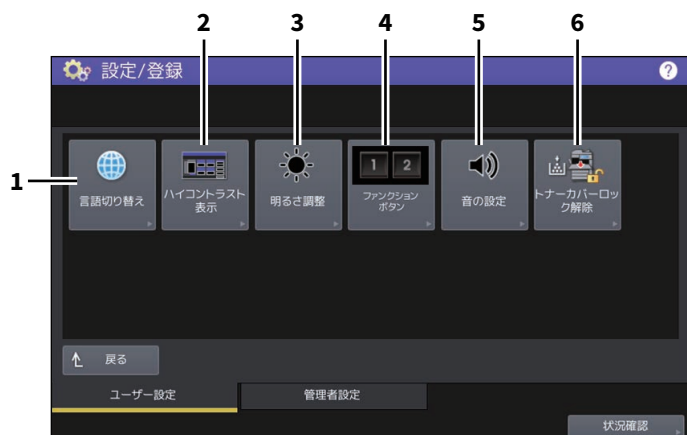 2 3 4 5 6
設定/登録 ?
1
1 2
言語切り替え
ハイコントラスト
表示
明るさ調整
ファンクション
ボタン
音の設定
トナーカバーロッ
ク解除
戻る
ユーザー設定 管理者設定
状況確認